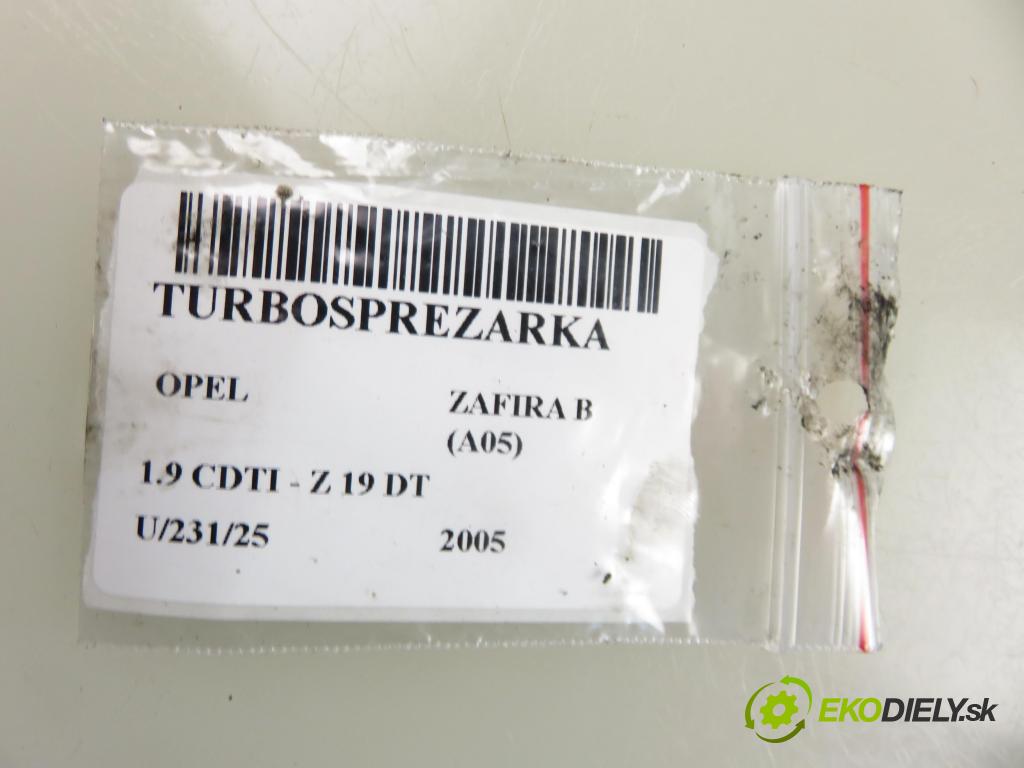 TURBOSPREZARKA
OPEL ZAFIRA B
(A05)
1.9 CDTI - Z 19 DT
U/231/25 2005
EKODIELY.sk